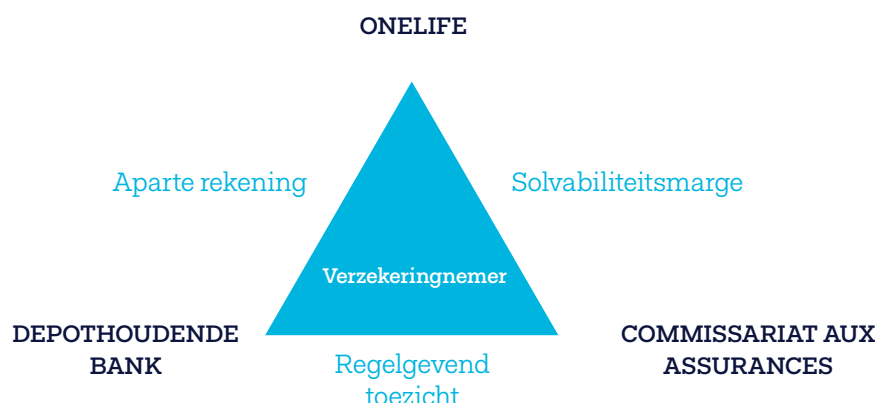 ONELIFE
Aparte rekening
Solvabiliteitsmarge
Verzekeringnemer
DEPOTHOUDENDE
BANK
Regelgevend
toezicht
COMMISSARIAT AUX
ASSURANCES